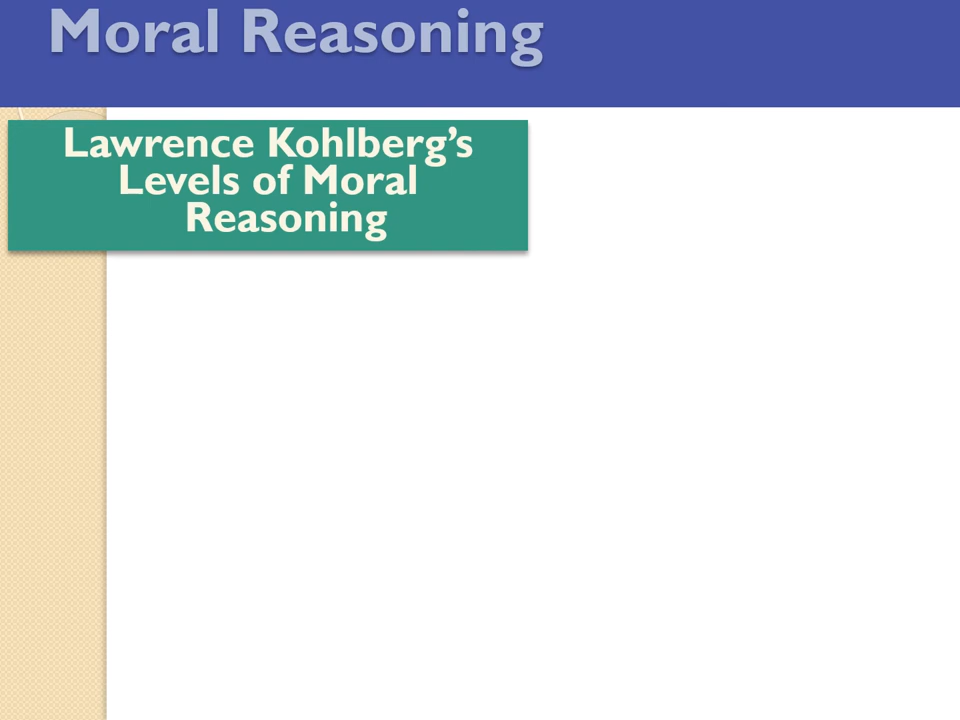 Moral Reasoning
Lawrence Kohlberg’s
Levels of Moral
Reasoning